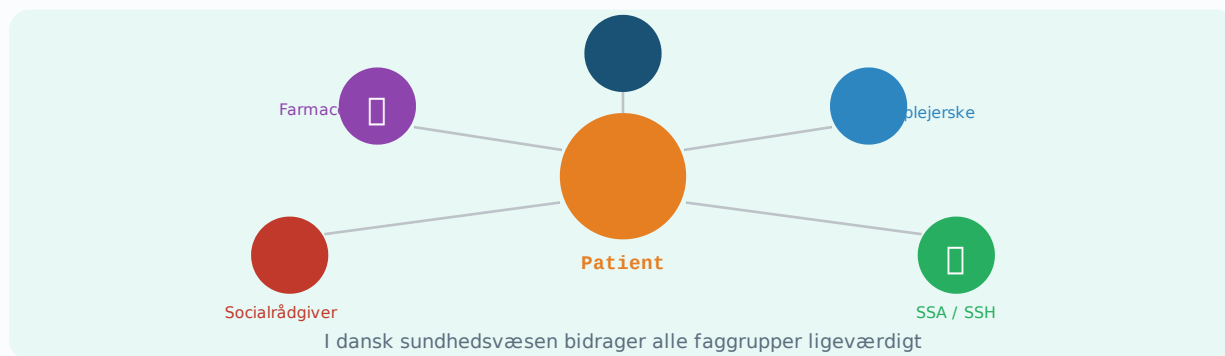 Farmac
plejerske
Patient
Socialrådgiver
SSA / SSH
I dansk sundhedsvæsen bidrager alle faggrupper ligeværdigt